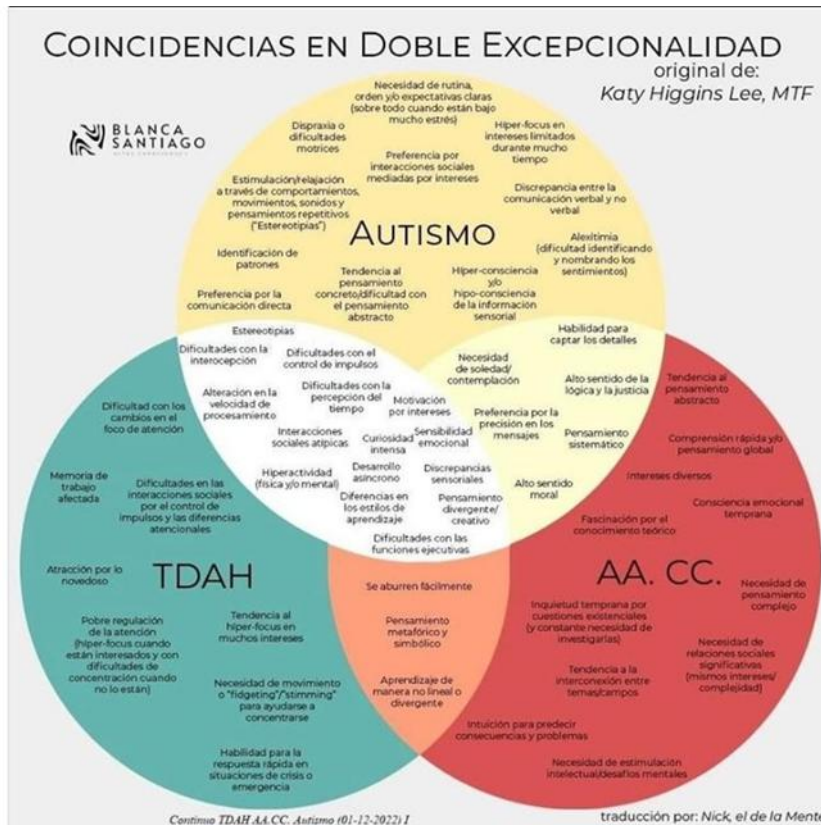 COINCIDENCIAS EN DOBLE EXCEPCIONALIDAD
original de:
Katy Higgins Lee, MTF
BLANCA
SANTIAGO
Necesidad de rutina,
orden y/o expectativas claras
(sobre todo cuando están bajo
mucho estrés)
Dispraxia o
dificultades
motrices
Híper-focus en
intereses limitados
durante mucho
tiempo
Preferencia por
interacciones sociales
mediadas por intereses
Estimulación/relajación
a través de comportamientos,
movimientos, sonidos y
pensamientos repetitivos
("Estereotipias")
Discrepancia entre la
comunicación verbal y no
verbal
AUTISMO
Alexitimia
(dificultad identificando
y nombrando los
sentimientos)
Identificación de
patrones
Tendencia al
pensamiento
concreto/dificultad con
el pensamiento
abstracto
Híper-consciencia
y/o
hipo-consciencia
de la información
sensorial
Preferencia por la
comunicación directa
Estereotipias
Dificultades con la
interocepción
Dificultades con el
control de impulsos
Alteración en la
velocidad de
procesamiento
Dificultades con la
percepción del
tiempo
Motivación
por intereses
Interacciones
sociales atípicas
Curiosidad
intensa
Sensibilidad
emocional
Hiperactividad
(física y/o mental)
Desarrollo
asíncrono
Discrepancias
sensoriales
Diferencias en
los estilos de
aprendizaje
Pensamiento
divergente/
creativo
Dificultades con las
funciones ejecutivas
Habilidad para
captar los detalles
Necesidad
de soledad/
contemplación
Alto sentido de la
lógica y la justicia
Preferencia por la
precisión en los
mensajes
Pensamiento
sistemático
Alto sentido
moral
Dificultad con los
cambios en el
foco de atención
Memoria de
trabajo
afectada
Dificultades en las
interacciones sociales
por el control de
impulsos y las diferencias
atencionales
TDAH
Atracción por lo
novedoso
Pobre regulación
de la atención
(híper-focus cuando
están interesados y con
dificultades de
concentración cuando
no lo están)
Tendencia al
híper-focus en
muchos intereses
Necesidad de movimiento
o "fidgeting"/"stimming"
para ayudarse a
concentrarse
Habilidad para la
respuesta rápida en
situaciones de crisis o
emergencia
Se aburren fácilmente
Pensamiento
metafórico y
simbólico
Aprendizaje de
manera no lineal o
divergente
Tendencia al
pensamiento
abstracto
Comprensión rápida y/o
pensamiento global
Intereses diversos
Consciencia emocional
temprana
Fascinación por el
conocimiento teórico
AA. CC.
Necesidad de
pensamiento
complejo
Inquietud temprana por
cuestiones existenciales
(y constante necesidad de
investigarlas)
Necesidad de
relaciones sociales
significativas
(mismos intereses/
complejidad)
Tendencia a la
interconexión entre
temas/campos
Intuición para predecir
consecuencias y problemas
Necesidad de estimulación
intelectual/desafíos mentales
Continuo TDAH AA.CC. Autismo (01-12-2022) I
traducción por: Nick, el de la Mente